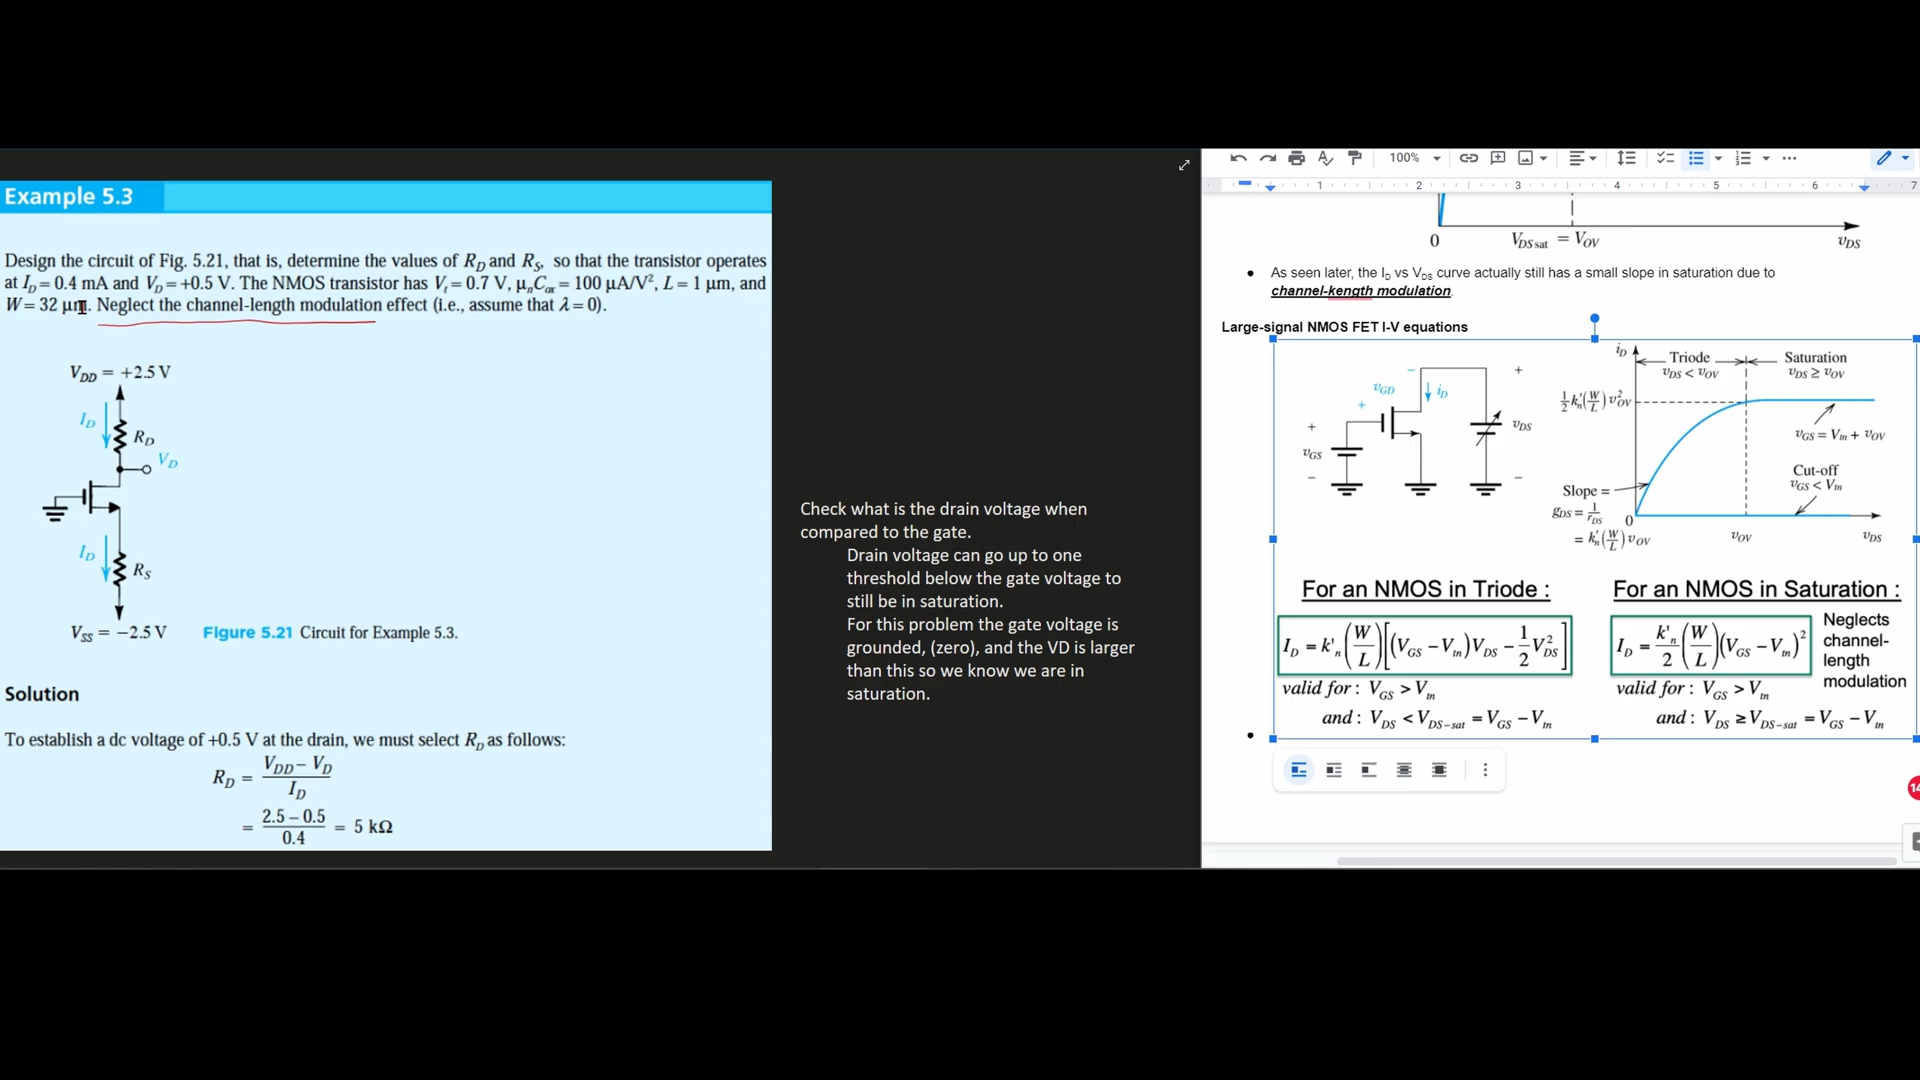 Example 5.3
Design the circuit of Fig. 5.21, that is, determine the values of R_D and R_S, so that the transistor operates
at I_D = 0.4 mA and V_D = +0.5 V. The NMOS transistor has V_t = 0.7 V, μ_nC_ox = 100 μA/V², L = 1 μm, and
W = 32 μm. Neglect the channel-length modulation effect (i.e., assume that λ = 0).
V_DD = +2.5 V
I_D
R_D
V_D
I_D
R_S
V_SS = −2.5 V
Figure 5.21 Circuit for Example 5.3.
Solution
To establish a dc voltage of +0.5 V at the drain, we must select R_D as follows:
R_D = (V_DD − V_D) / I_D
= (2.5 − 0.5) / 0.4 = 5 kΩ
Check what is the drain voltage when
compared to the gate.
Drain voltage can go up to one
threshold below the gate voltage to
still be in saturation.
For this problem the gate voltage is
grounded, (zero), and the VD is larger
than this so we know we are in
saturation.
100%
1 2 3 4 5 6 7
0
V_DSsat = V_OV
v_DS
• As seen later, the I_D vs V_DS curve actually still has a small slope in saturation due to
channel-kength modulation.
Large-signal NMOS FET I-V equations
v_GD
− +
i_D
+ v_GS −
+ v_DS −
i_D
Triode
v_DS < v_OV
Saturation
v_DS ≥ v_OV
½ k'_n (W/L) v²_OV
v_GS = V_tn + v_OV
Cut-off
v_GS < V_tn
Slope =
g_DS = 1/r_DS
= k'_n (W/L) v_OV
0
v_OV
v_DS
For an NMOS in Triode :
I_D = k'_n (W/L) [(V_GS − V_tn)V_DS − ½ V²_DS]
valid for : V_GS > V_tn
and : V_DS < V_DS−sat = V_GS − V_tn
For an NMOS in Saturation :
I_D = k'_n/2 (W/L) (V_GS − V_tn)²
Neglects
channel-
length
modulation
valid for : V_GS > V_tn
and : V_DS ≥ V_DS−sat = V_GS − V_tn
•